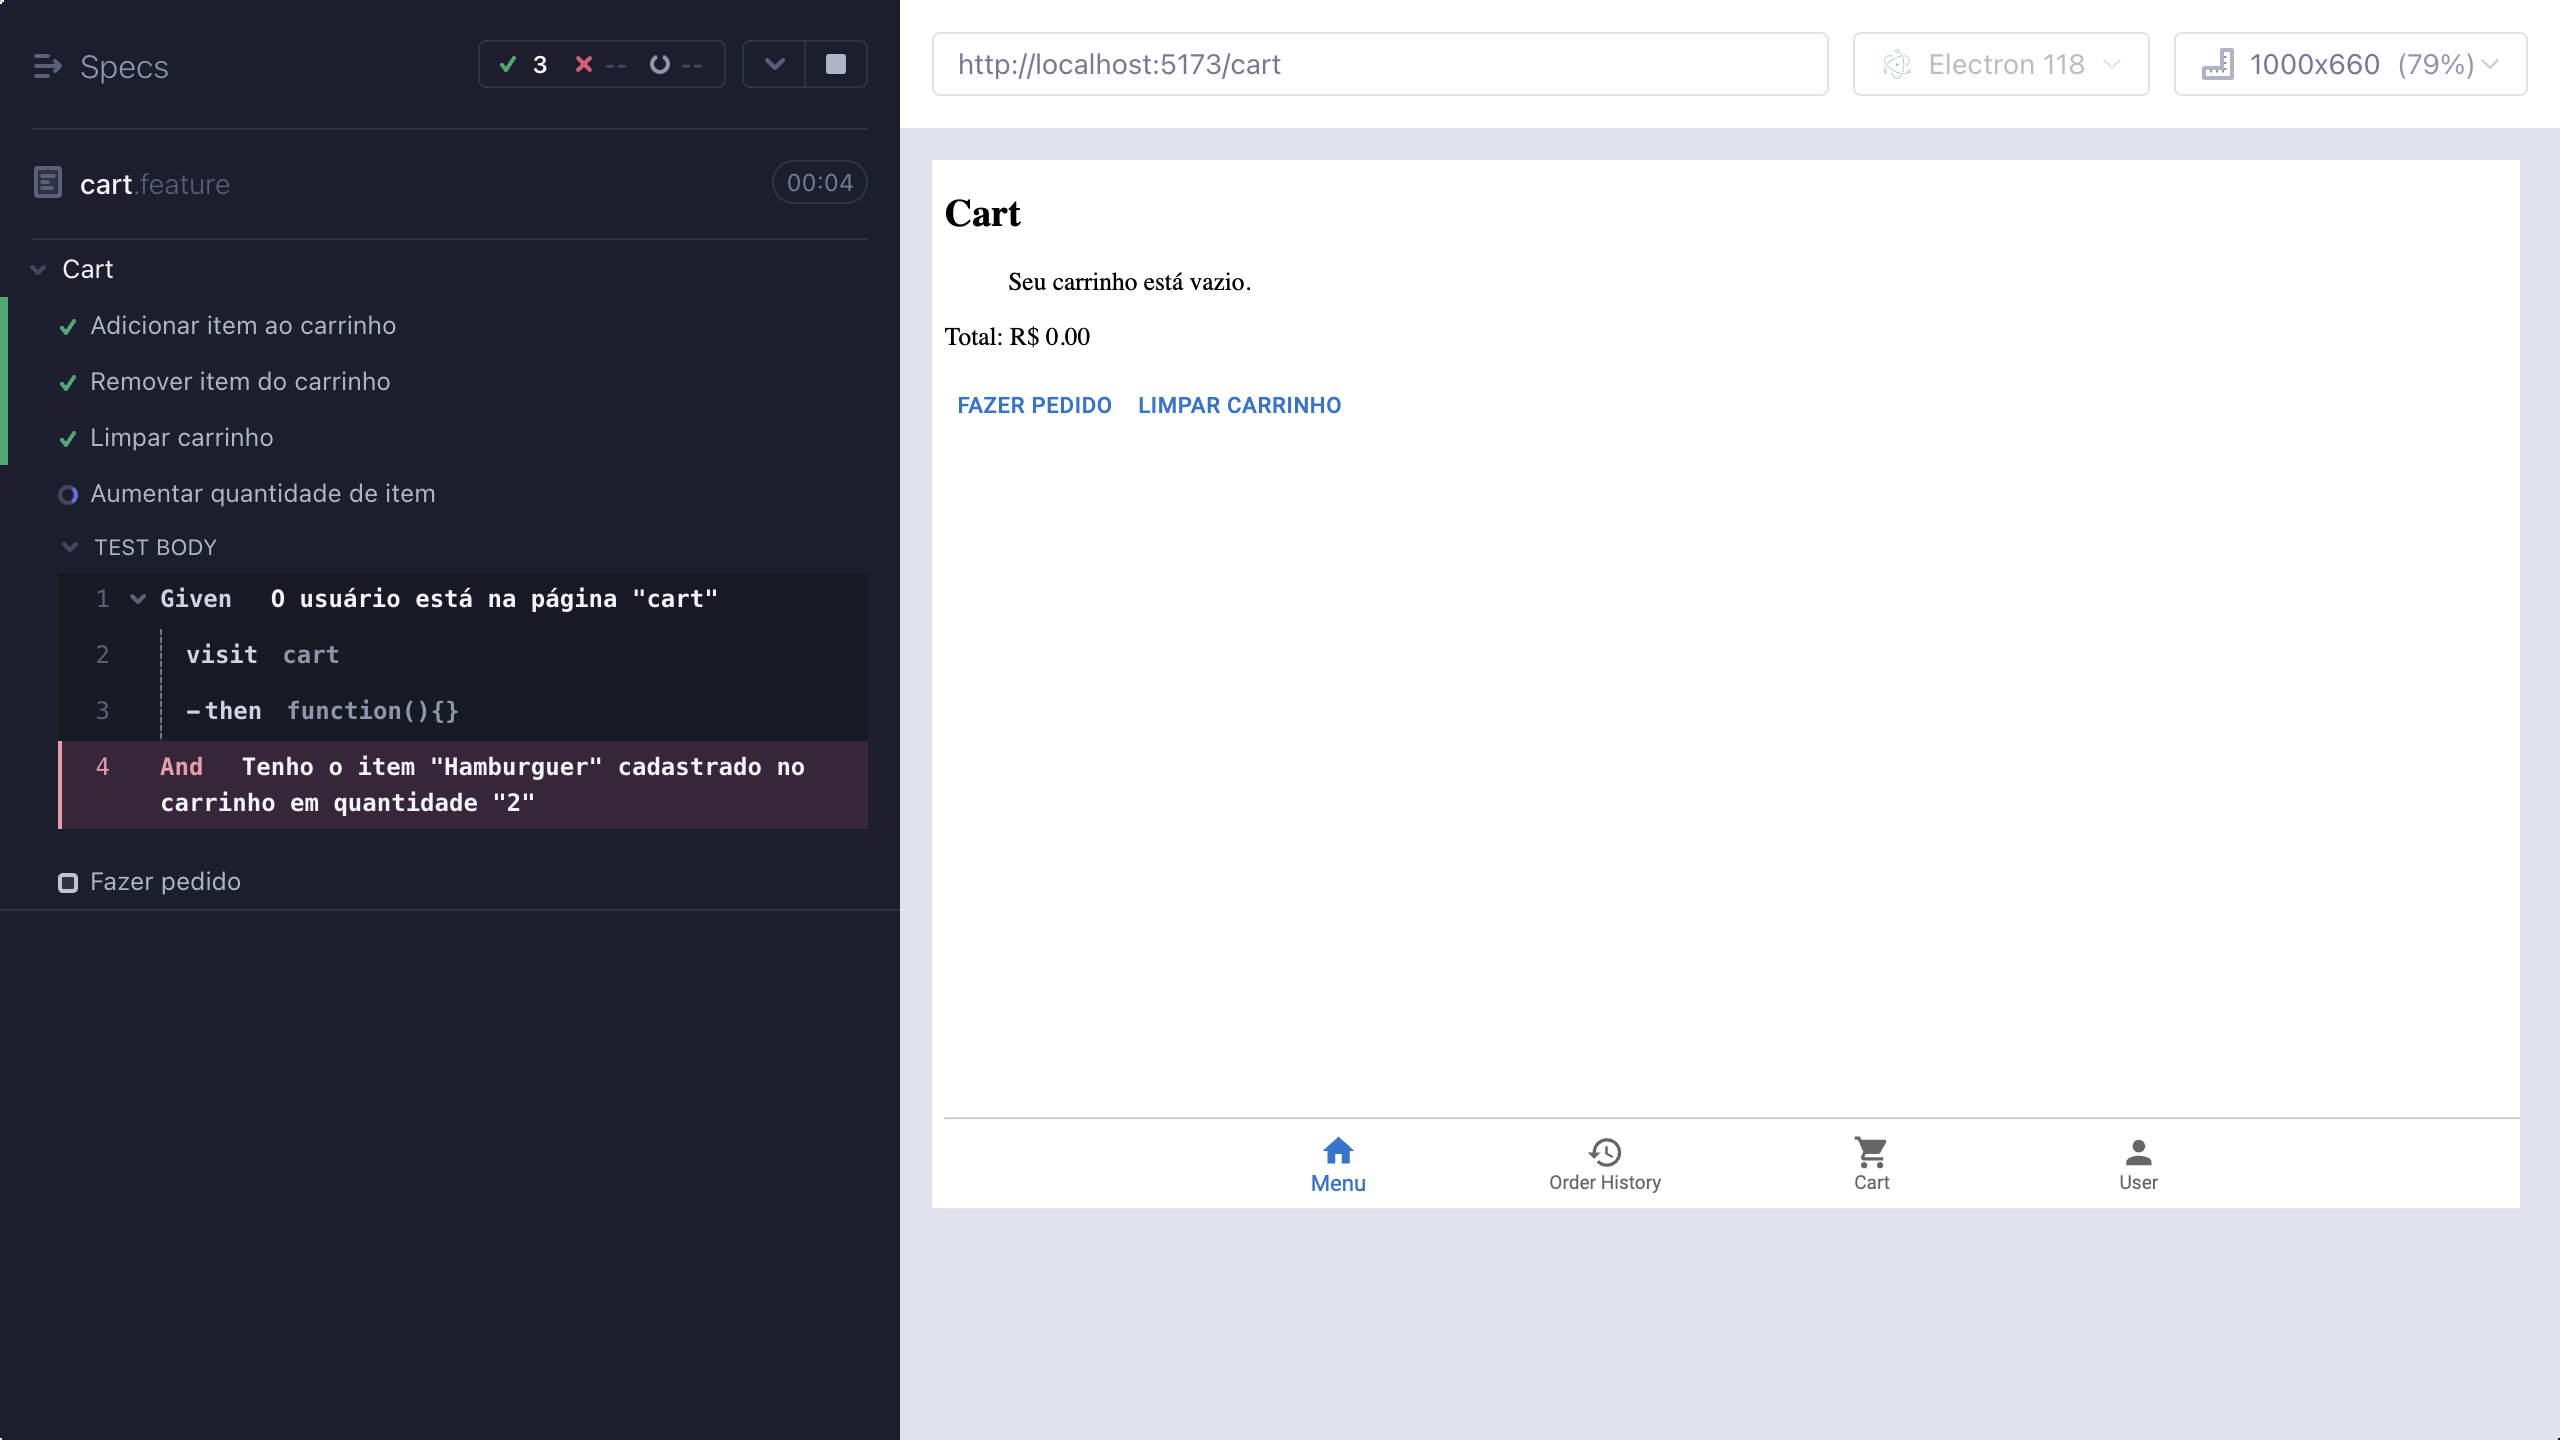 Specs
3 -- --
cart.feature
00:04
Cart
Adicionar item ao carrinho
Remover item do carrinho
Limpar carrinho
Aumentar quantidade de item
TEST BODY
1 Given O usuário está na página "cart"
2 visit cart
3 -then function(){}
4 And Tenho o item "Hamburguer" cadastrado no
carrinho em quantidade "2"
Fazer pedido
http://localhost:5173/cart
Electron 118
1000x660 (79%)
Cart
Seu carrinho está vazio.
Total: R$ 0.00
FAZER PEDIDO LIMPAR CARRINHO
Menu
Order History
Cart
User